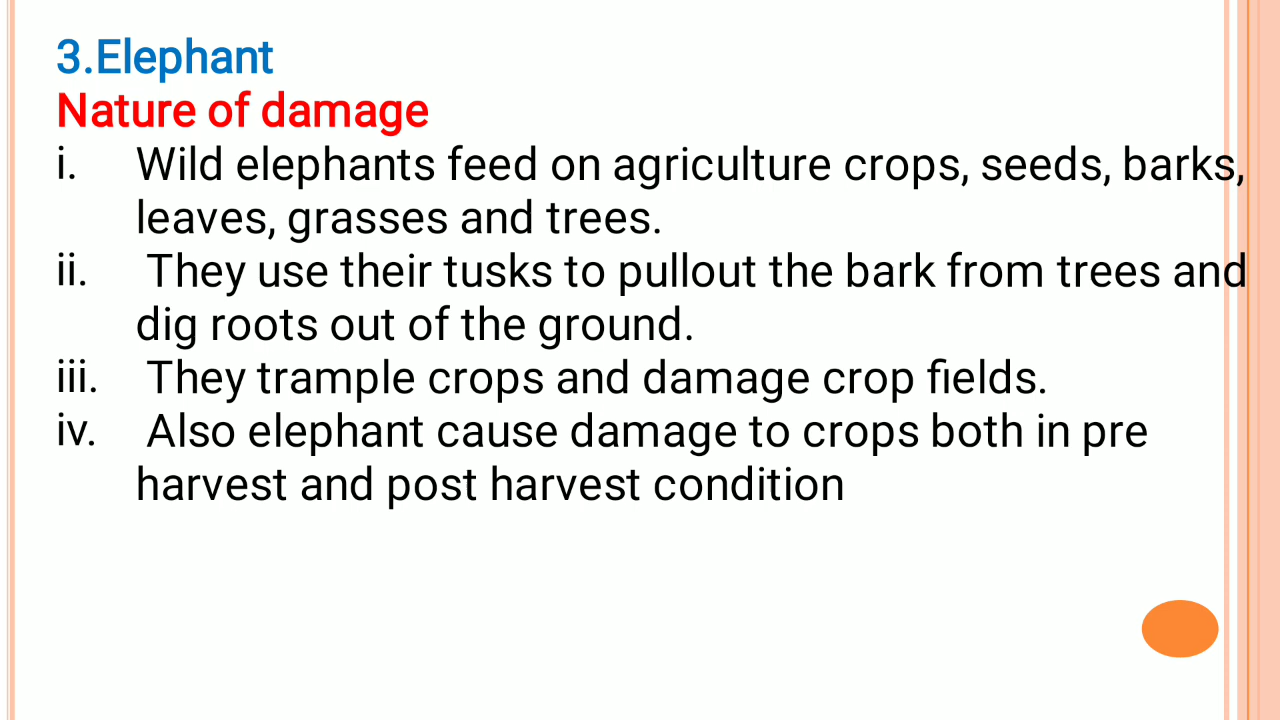 3.Elephant
Nature of damage
i. Wild elephants feed on agriculture crops, seeds, barks,
leaves, grasses and trees.
ii. They use their tusks to pullout the bark from trees and
dig roots out of the ground.
iii. They trample crops and damage crop fields.
iv. Also elephant cause damage to crops both in pre
harvest and post harvest condition